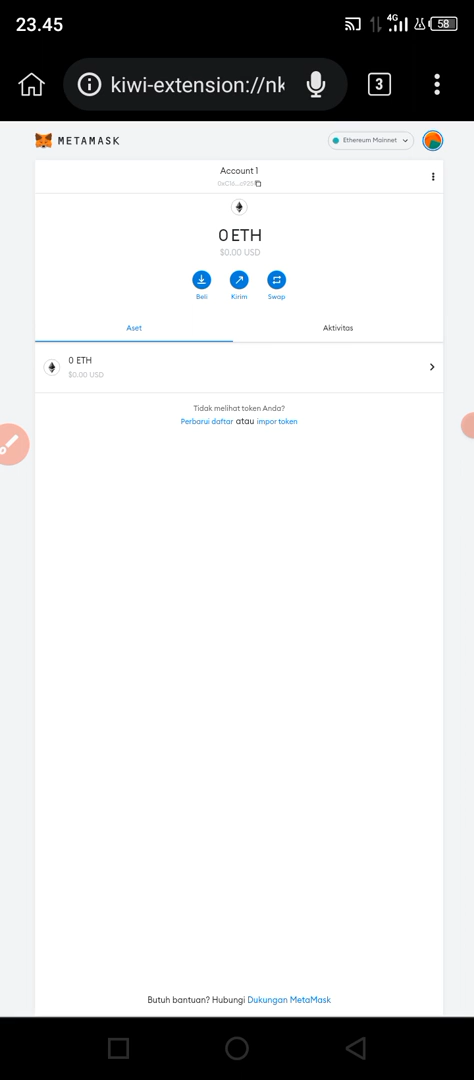 23.45
4G
58
kiwi-extension://nk
3
METAMASK
Ethereum Mainnet
Account 1
0 ETH
$0.00 USD
Beli
Kirim
Swap
Aset
Aktivitas
0 ETH
$0.00 USD
Tidak melihat token Anda?
Perbarui daftar atau impor token
Butuh bantuan? Hubungi Dukungan MetaMask